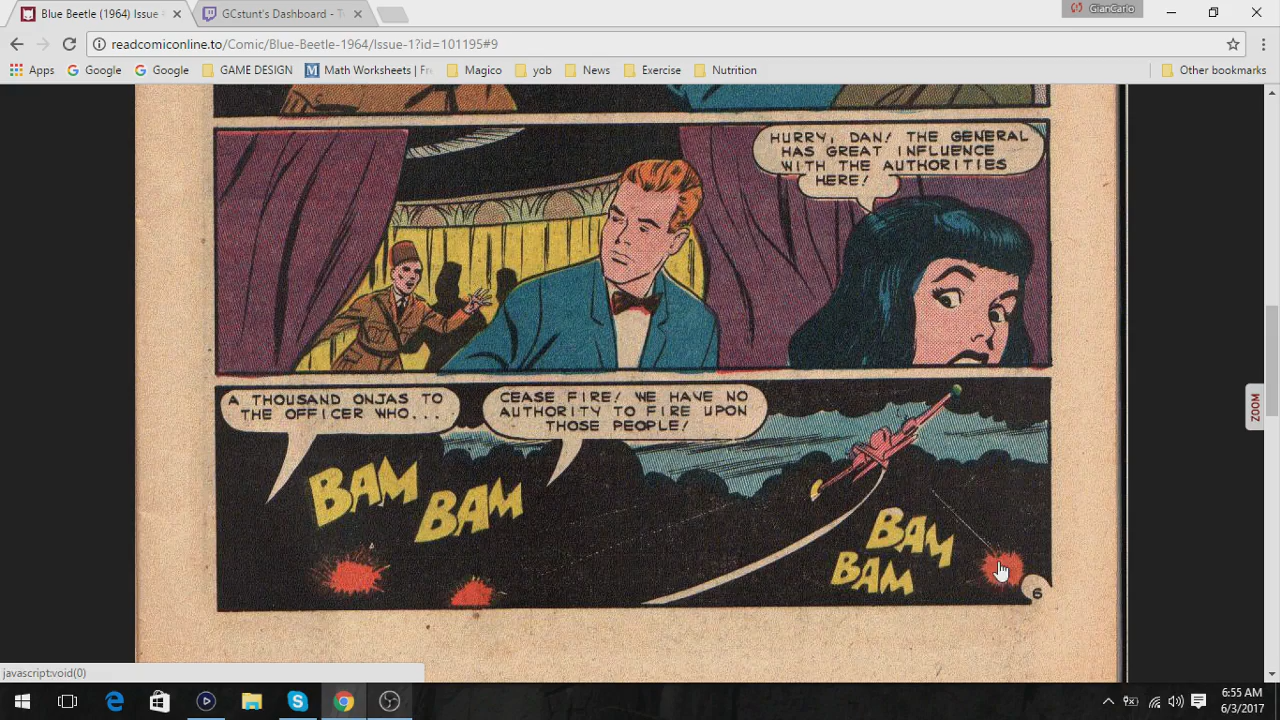 Blue Beetle (1964) Issue
GCstunt's Dashboard - T
GianCarlo
readcomiconline.to/Comic/Blue-Beetle-1964/Issue-1?id=101195#9
Apps Google Google GAME DESIGN Math Worksheets | Fr Magico yob News Exercise Nutrition Other bookmarks
HURRY, DAN! THE GENERAL
HAS GREAT INFLUENCE
WITH THE AUTHORITIES
HERE!
A THOUSAND ONJAS TO
THE OFFICER WHO...
CEASE FIRE! WE HAVE NO
AUTHORITY TO FIRE UPON
THOSE PEOPLE!
BAM
BAM
BAM
BAM
6
ZOOM
javascript:void(0)
6:55 AM
6/3/2017